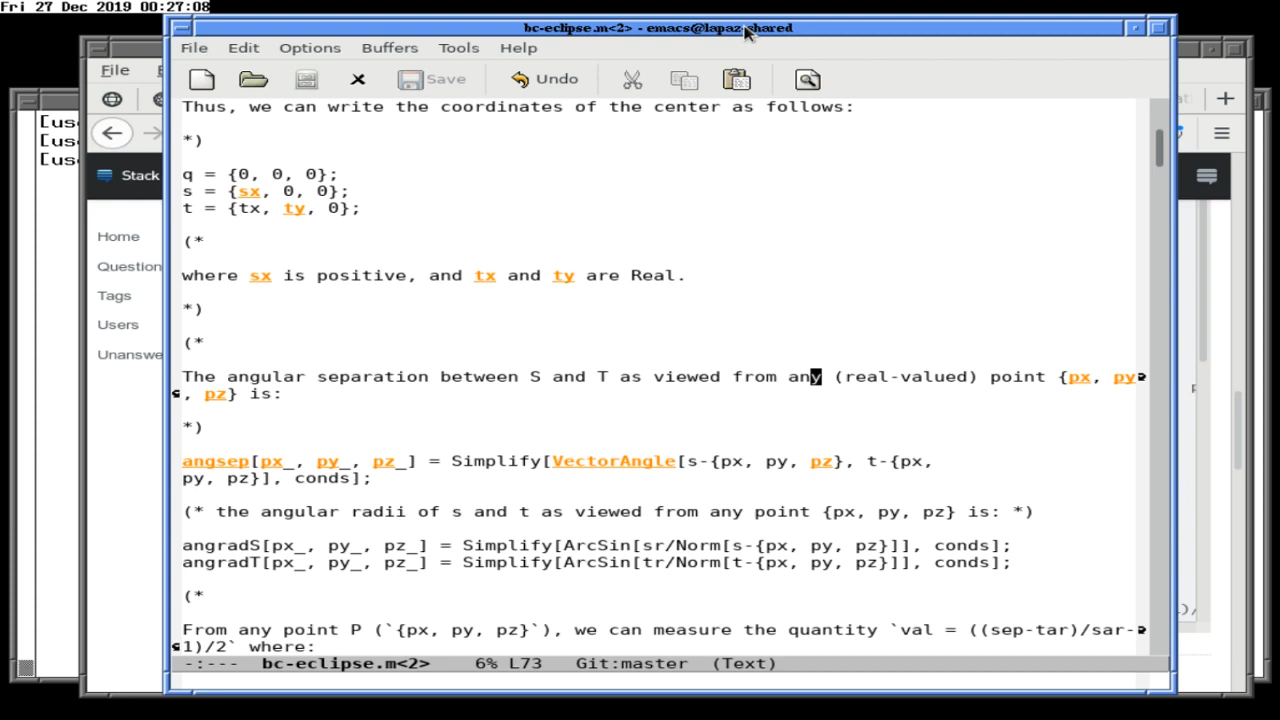 Fri 27 Dec 2019 00:27:08
bc-eclipse.m<2> - emacs@lapaz-shared
File Edit Options Buffers Tools Help
Save Undo
Thus, we can write the coordinates of the center as follows:
*)
q = {0, 0, 0};
s = {sx, 0, 0};
t = {tx, ty, 0};
(*
where sx is positive, and tx and ty are Real.
*)
(*
The angular separation between S and T as viewed from any (real-valued) point {px, py
, pz} is:
*)
angsep[px_, py_, pz_] = Simplify[VectorAngle[s-{px, py, pz}, t-{px,
py, pz}], conds];
(* the angular radii of s and t as viewed from any point {px, py, pz} is: *)
angradS[px_, py_, pz_] = Simplify[ArcSin[sr/Norm[s-{px, py, pz}]], conds];
angradT[px_, py_, pz_] = Simplify[ArcSin[tr/Norm[t-{px, py, pz}]], conds];
(*
From any point P (`{px, py, pz}`), we can measure the quantity `val = ((sep-tar)/sar-
1)/2` where:
-:--- bc-eclipse.m<2> 6% L73 Git:master (Text)
[use
[use
[use
File
Stack
Home
Question
Tags
Users
Unanswe